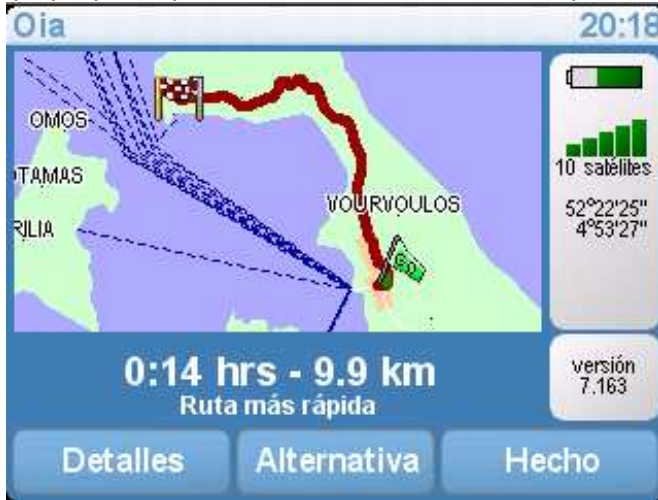 Oia 20:18
OMOS
TAMAS
RILIA
VOURVOULOS
GO
10 satélites
52°22'25"
4°53'27"
0:14 hrs - 9.9 km
Ruta más rápida
versión
7.163
Detalles Alternativa Hecho